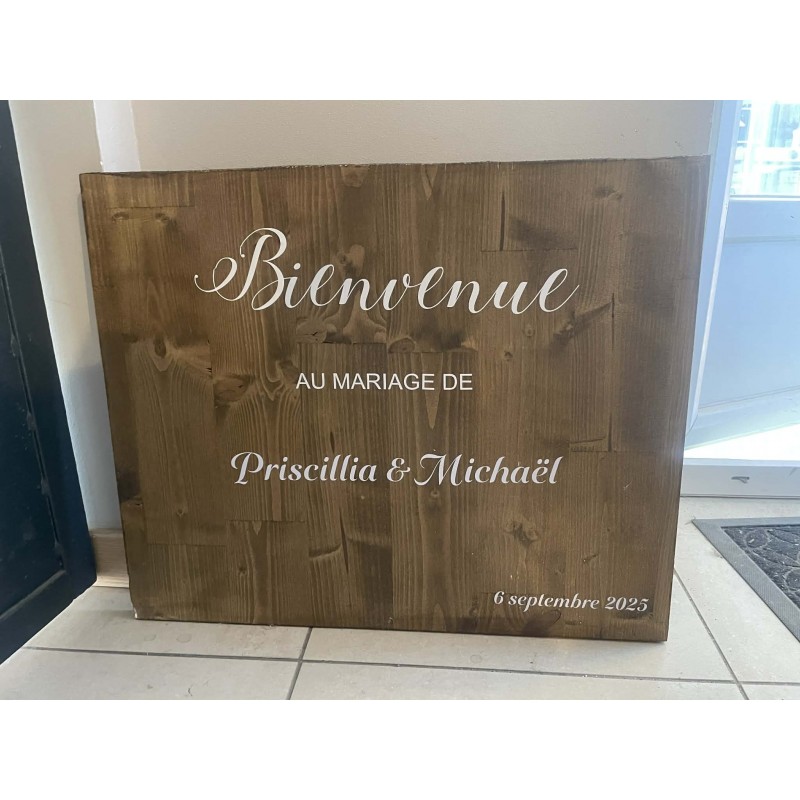 Bienvenue
AU MARIAGE DE
Priscillia & Michaël
6 septembre 2025